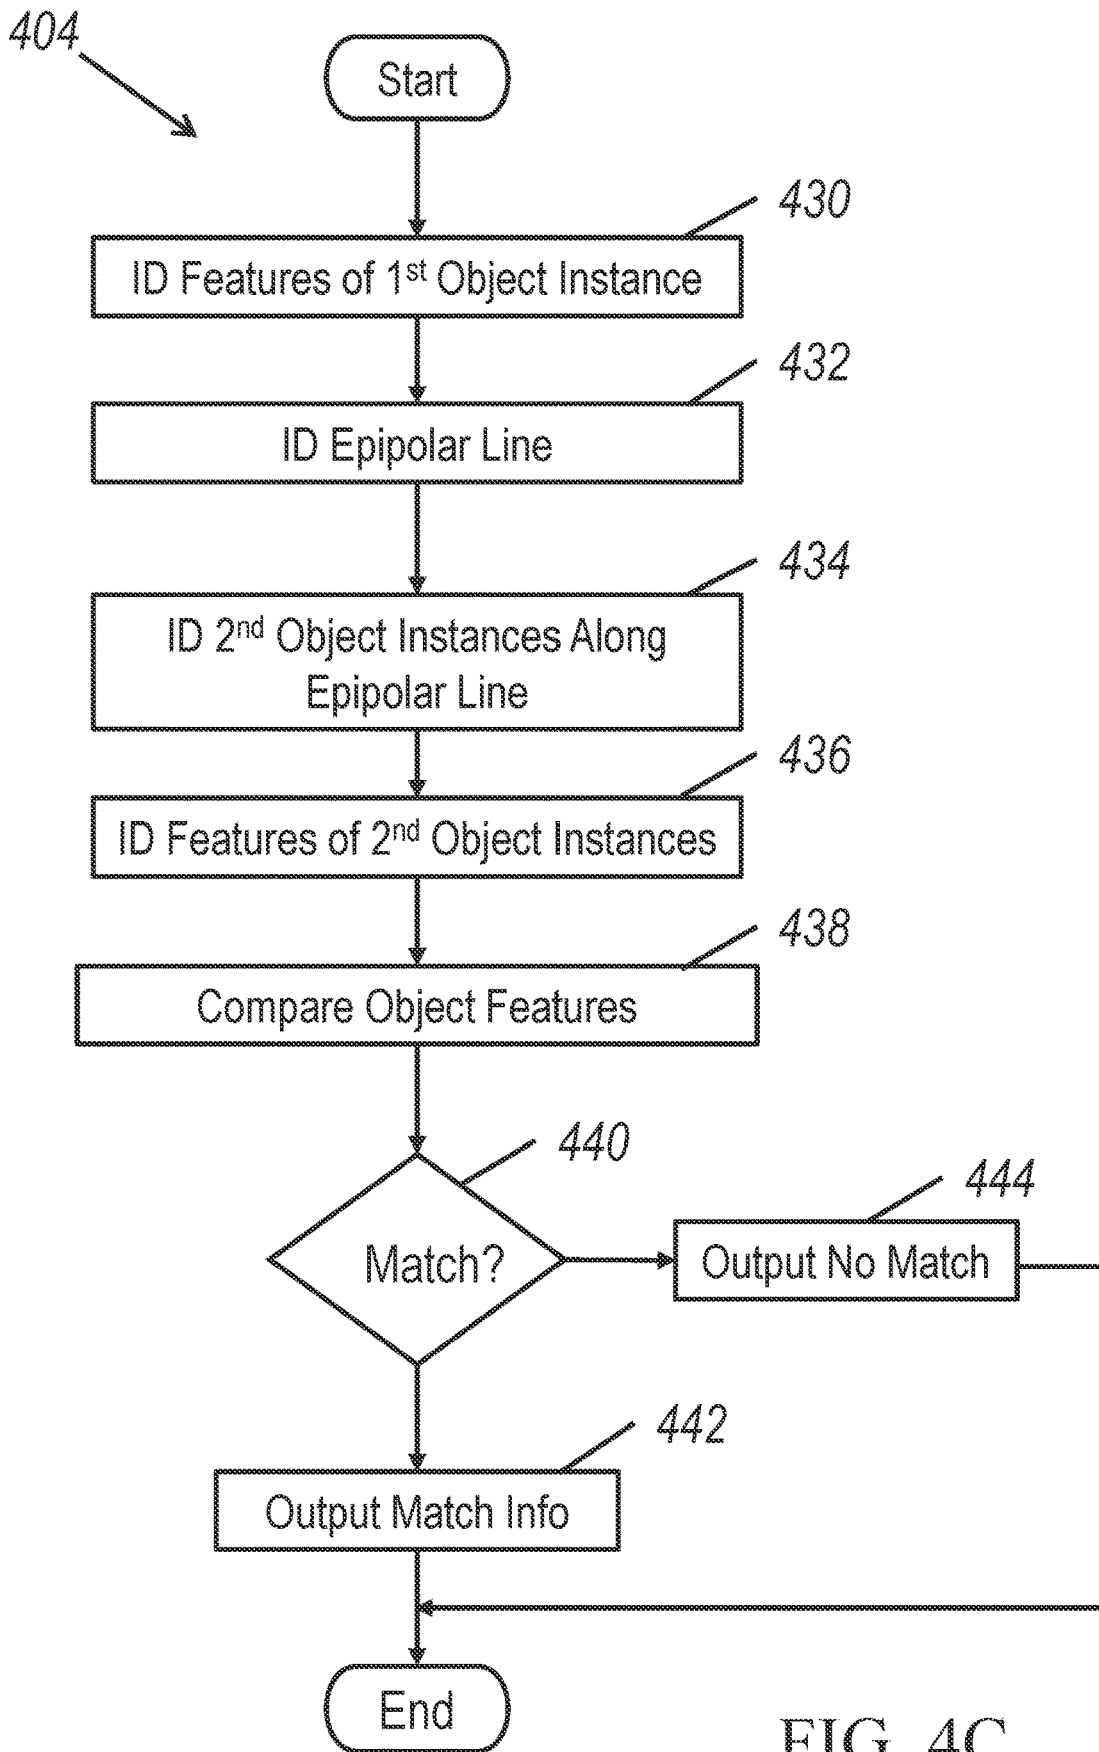 404
Start
430
ID Features of 1st Object Instance
432
ID Epipolar Line
434
ID 2nd Object Instances Along
Epipolar Line
436
ID Features of 2nd Object Instances
438
Compare Object Features
440
Match?
444
Output No Match
442
Output Match Info
End
FIG. 4C